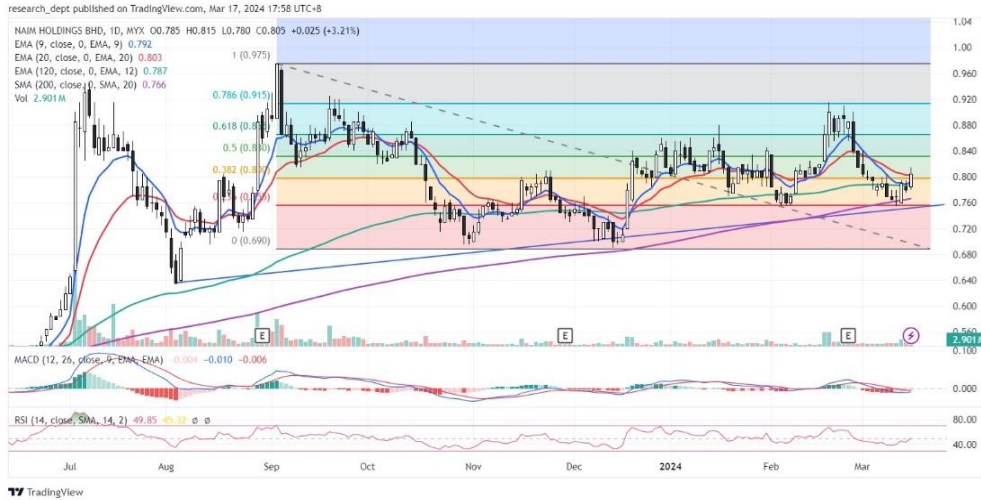 research_dept published on TradingView.com, Mar 17, 2024 17:58 UTC+8
NAIM HOLDINGS BHD, 1D, MYX O0.785 H0.815 L0.780 C0.805 +0.025 (+3.21%)
EMA (9, close, 0, EMA, 9) 0.792
EMA (20, close, 0, EMA, 20) 0.803
EMA (120, close, 0, EMA, 12) 0.787
SMA (200, close, 0, SMA, 20) 0.766
Vol 2.901M
1 (0.975)
0.786 (0.915)
0.618
0.5
0.382
0 (0.690)
1.04
1.00
0.960
0.920
0.880
0.840
0.800
0.760
0.720
0.680
0.640
0.600
0.560
2.901M
E
E
E
MACD (12, 26, close, 9, EMA, EMA) -0.004 -0.010 -0.006
0.100
0.000
RSI (14, close, SMA, 14, 2) 49.85 45.32 ø ø
80.00
40.00
Jul Aug Sep Oct Nov Dec 2024 Feb Mar
TradingView